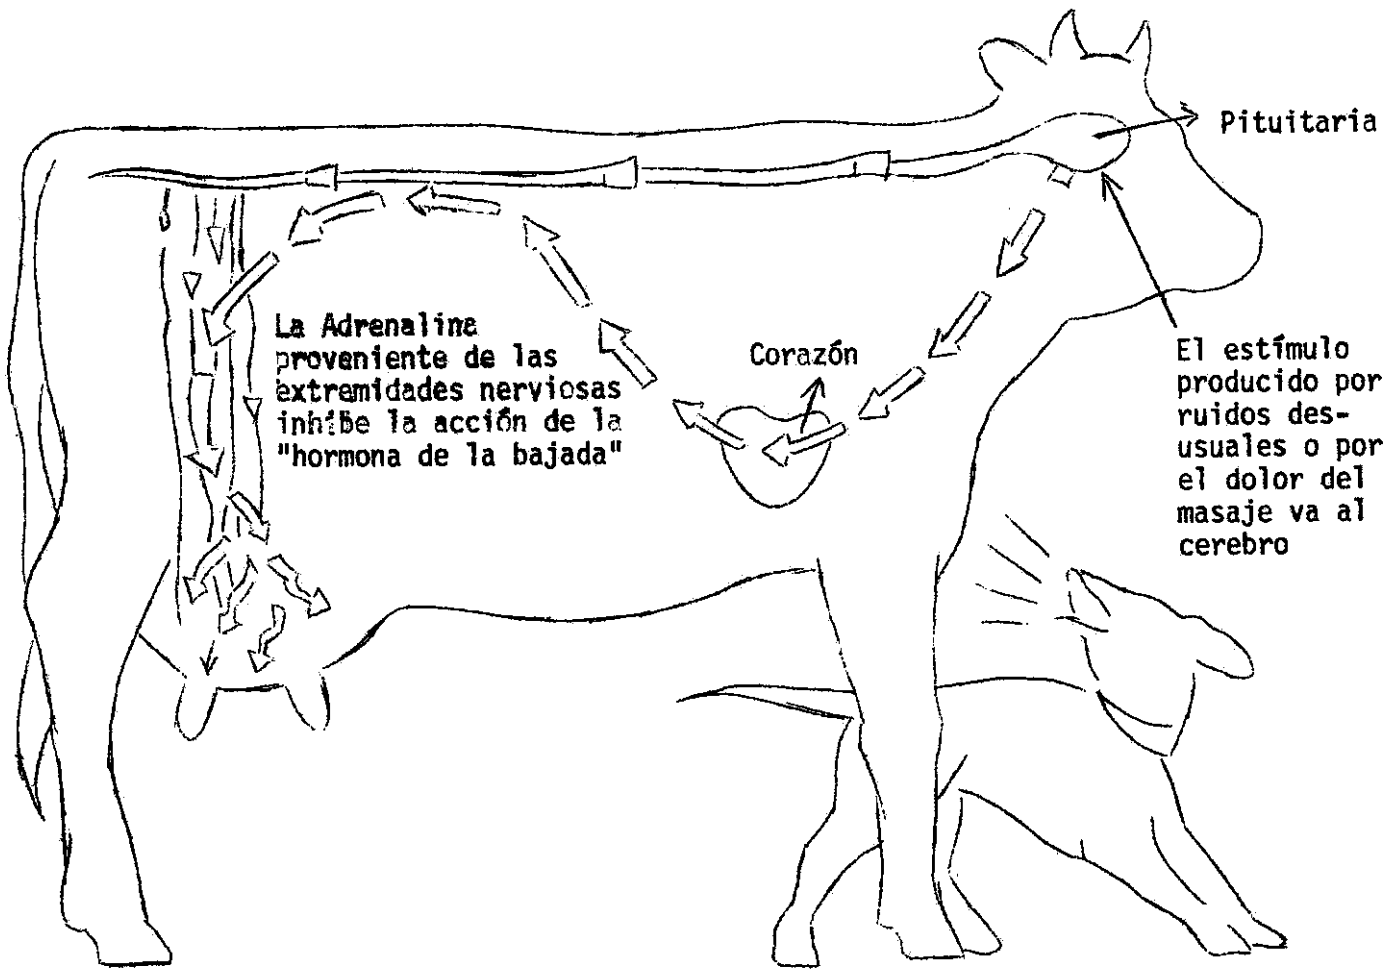 Pituitaria
La Adrenalina
proveniente de las
extremidades nerviosas
inhibe la acción de la
"hormona de la bajada"
Corazón
El estímulo
producido por
ruidos des-
usuales o por
el dolor del
masaje va al
cerebro